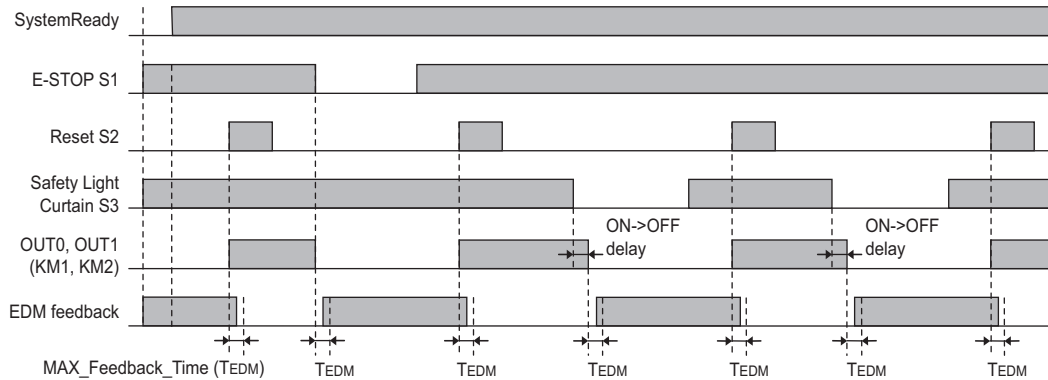 SystemReady
E-STOP S1
Reset S2
Safety Light
Curtain S3
ON->OFF
delay
ON->OFF
delay
OUT0, OUT1
(KM1, KM2)
EDM feedback
MAX_Feedback_Time (TEDM)
TEDM
TEDM
TEDM
TEDM
TEDM
TEDM